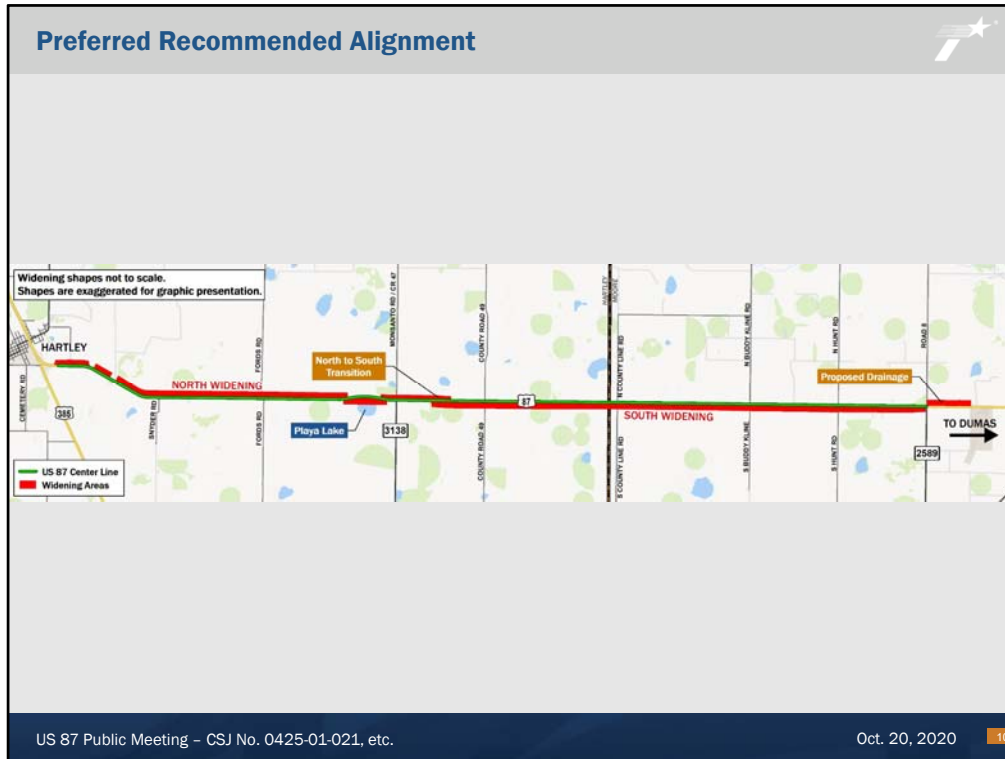 Preferred Recommended Alignment
Widening shapes not to scale.
Shapes are exaggerated for graphic presentation.
HARTLEY
CEMETERY RD
385
SNYDER RD
NORTH WIDENING
FORDS RD
FORDS RD
North to South
Transition
Playa Lake
MONSANTO RD / CR 47
3138
COUNTY ROAD 49
COUNTY ROAD 49
87
HARTLEY
MOORE
N COUNTY LINE RD
S COUNTY LINE RD
SOUTH WIDENING
N BUDDY KLINE RD
S BUDDY KLINE
N HUNT RD
S HUNT RD
Proposed Drainage
ROAD E
TO DUMAS
2589
US 87 Center Line
Widening Areas
US 87 Public Meeting – CSJ No. 0425-01-021, etc.
Oct. 20, 2020
10